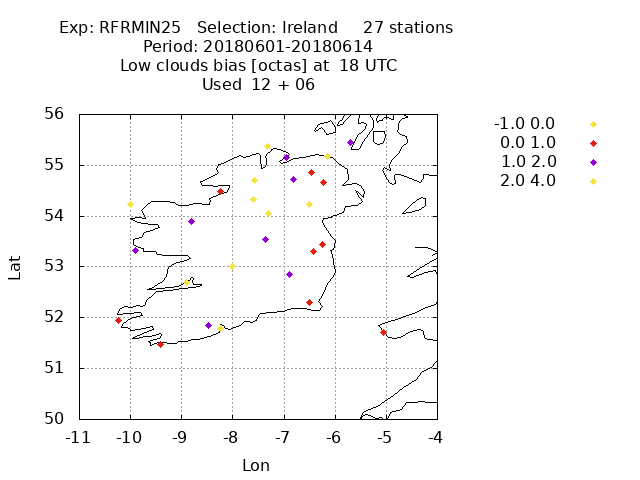 Exp: RFRMIN25 Selection: Ireland 27 stations
Period: 20180601-20180614
Low clouds bias [octas] at 18 UTC
Used 12 + 06
56
55
54
53
52
51
50
-11 -10 -9 -8 -7 -6 -5 -4
Lat
Lon
-1.0 0.0
0.0 1.0
1.0 2.0
2.0 4.0